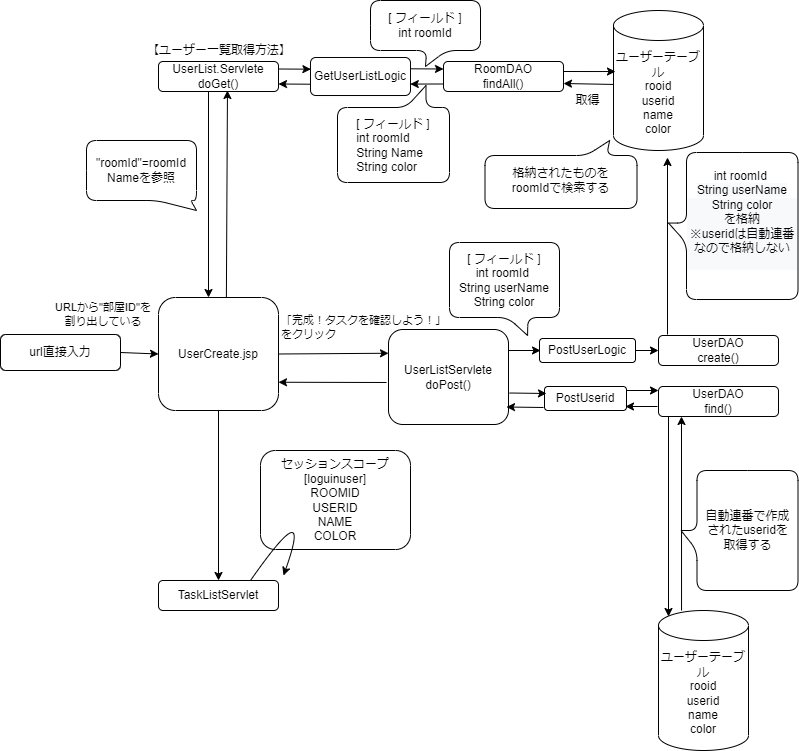 [ フィールド ]
int roomId
【ユーザー一覧取得方法】
UserList.Servlete
doGet()
GetUserListLogic
RoomDAO
findAll()
取得
ユーザーテーブ
ル
rooid
userid
name
color
[ フィールド ]
int roomId
String Name
String color
"roomId"=roomId
Nameを参照
格納されたものを
roomIdで検索する
int roomId
String userName
String color
を格納
※useridは自動連番
なので格納しない
[ フィールド ]
int roomId
String userName
String color
URLから"部屋ID"を
割り出している
url直接入力
UserCreate.jsp
「完成！タスクを確認しよう！」
をクリック
UserListServlete
doPost()
PostUserLogic
UserDAO
create()
PostUserid
UserDAO
find()
セッションスコープ
[loguinuser]
ROOMID
USERID
NAME
COLOR
自動連番で作成
されたuseridを
取得する
TaskListServlet
ユーザーテーブ
ル
rooid
userid
name
color